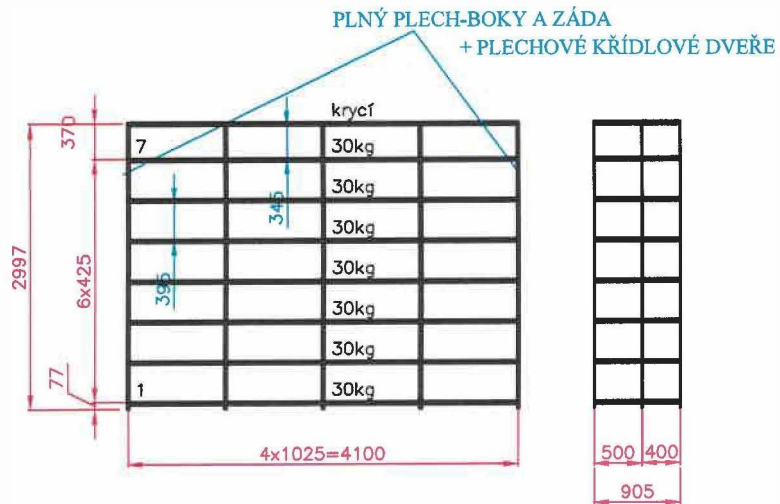 PLNÝ PLECH-BOKY A ZÁDA
+ PLECHOVÉ KŘÍDLOVÉ DVEŘE
krycí
370
7
30kg
30kg
345
30kg
2997
6x425
30kg
395
30kg
30kg
77
1
30kg
4x1025=4100
500
400
905